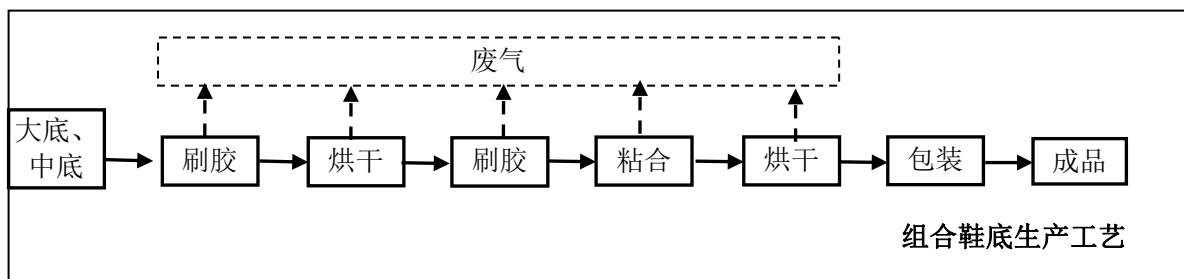 废气
大底、
中底
刷胶
烘干
刷胶
粘合
烘干
包装
成品
组合鞋底生产工艺